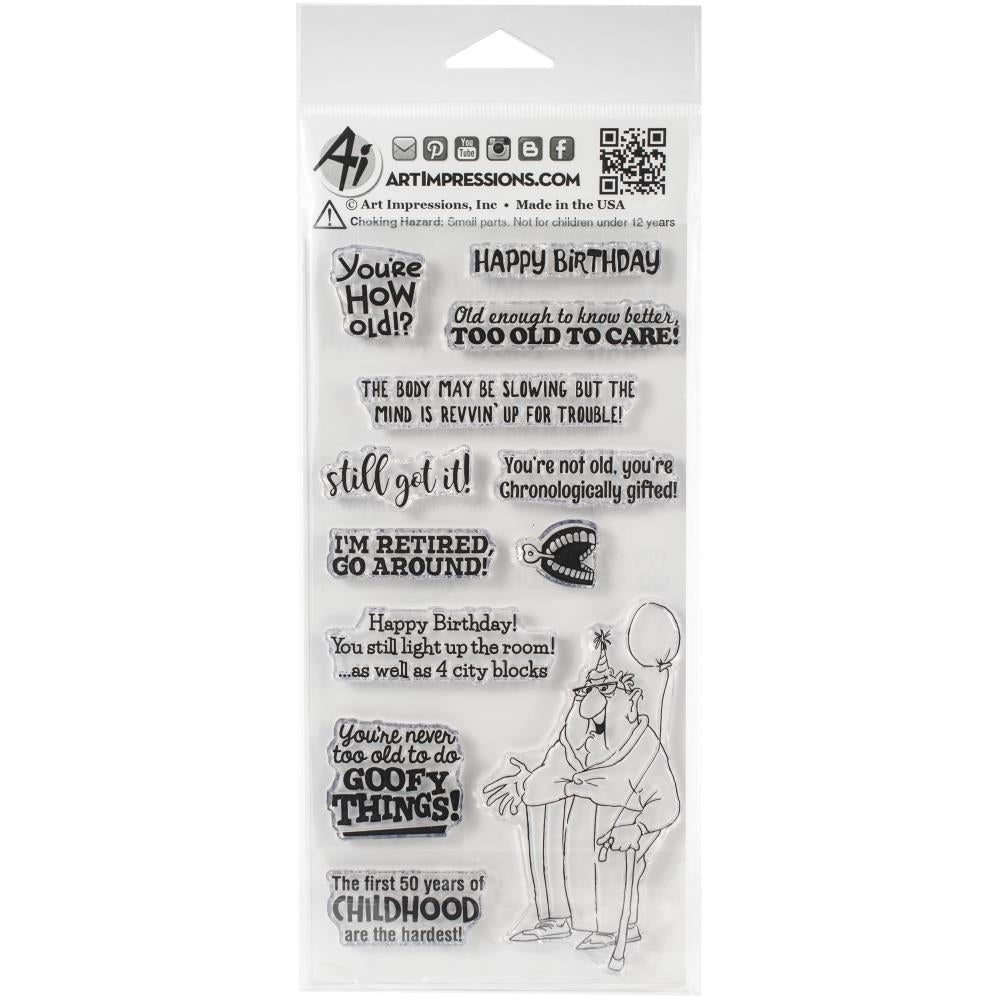 Ai
You Tube
ARTIMPRESSIONS.COM
© Art Impressions, Inc • Made in the USA
Choking Hazard: Small parts. Not for children under 12 years
You're
HOW
OLD!?
HAPPY BIRTHDAY
Old enough to know better,
TOO OLD TO CARE!
THE BODY MAY BE SLOWING BUT THE
MIND IS REVVIN' UP FOR TROUBLE!
still got it!
You're not old, you're
Chronologically gifted!
I'M RETIRED,
GO AROUND!
Happy Birthday!
You still light up the room!
...as well as 4 city blocks
You're never
too old to do
GOOFY
THINGS!
The first 50 years of
CHILDHOOD
are the hardest!